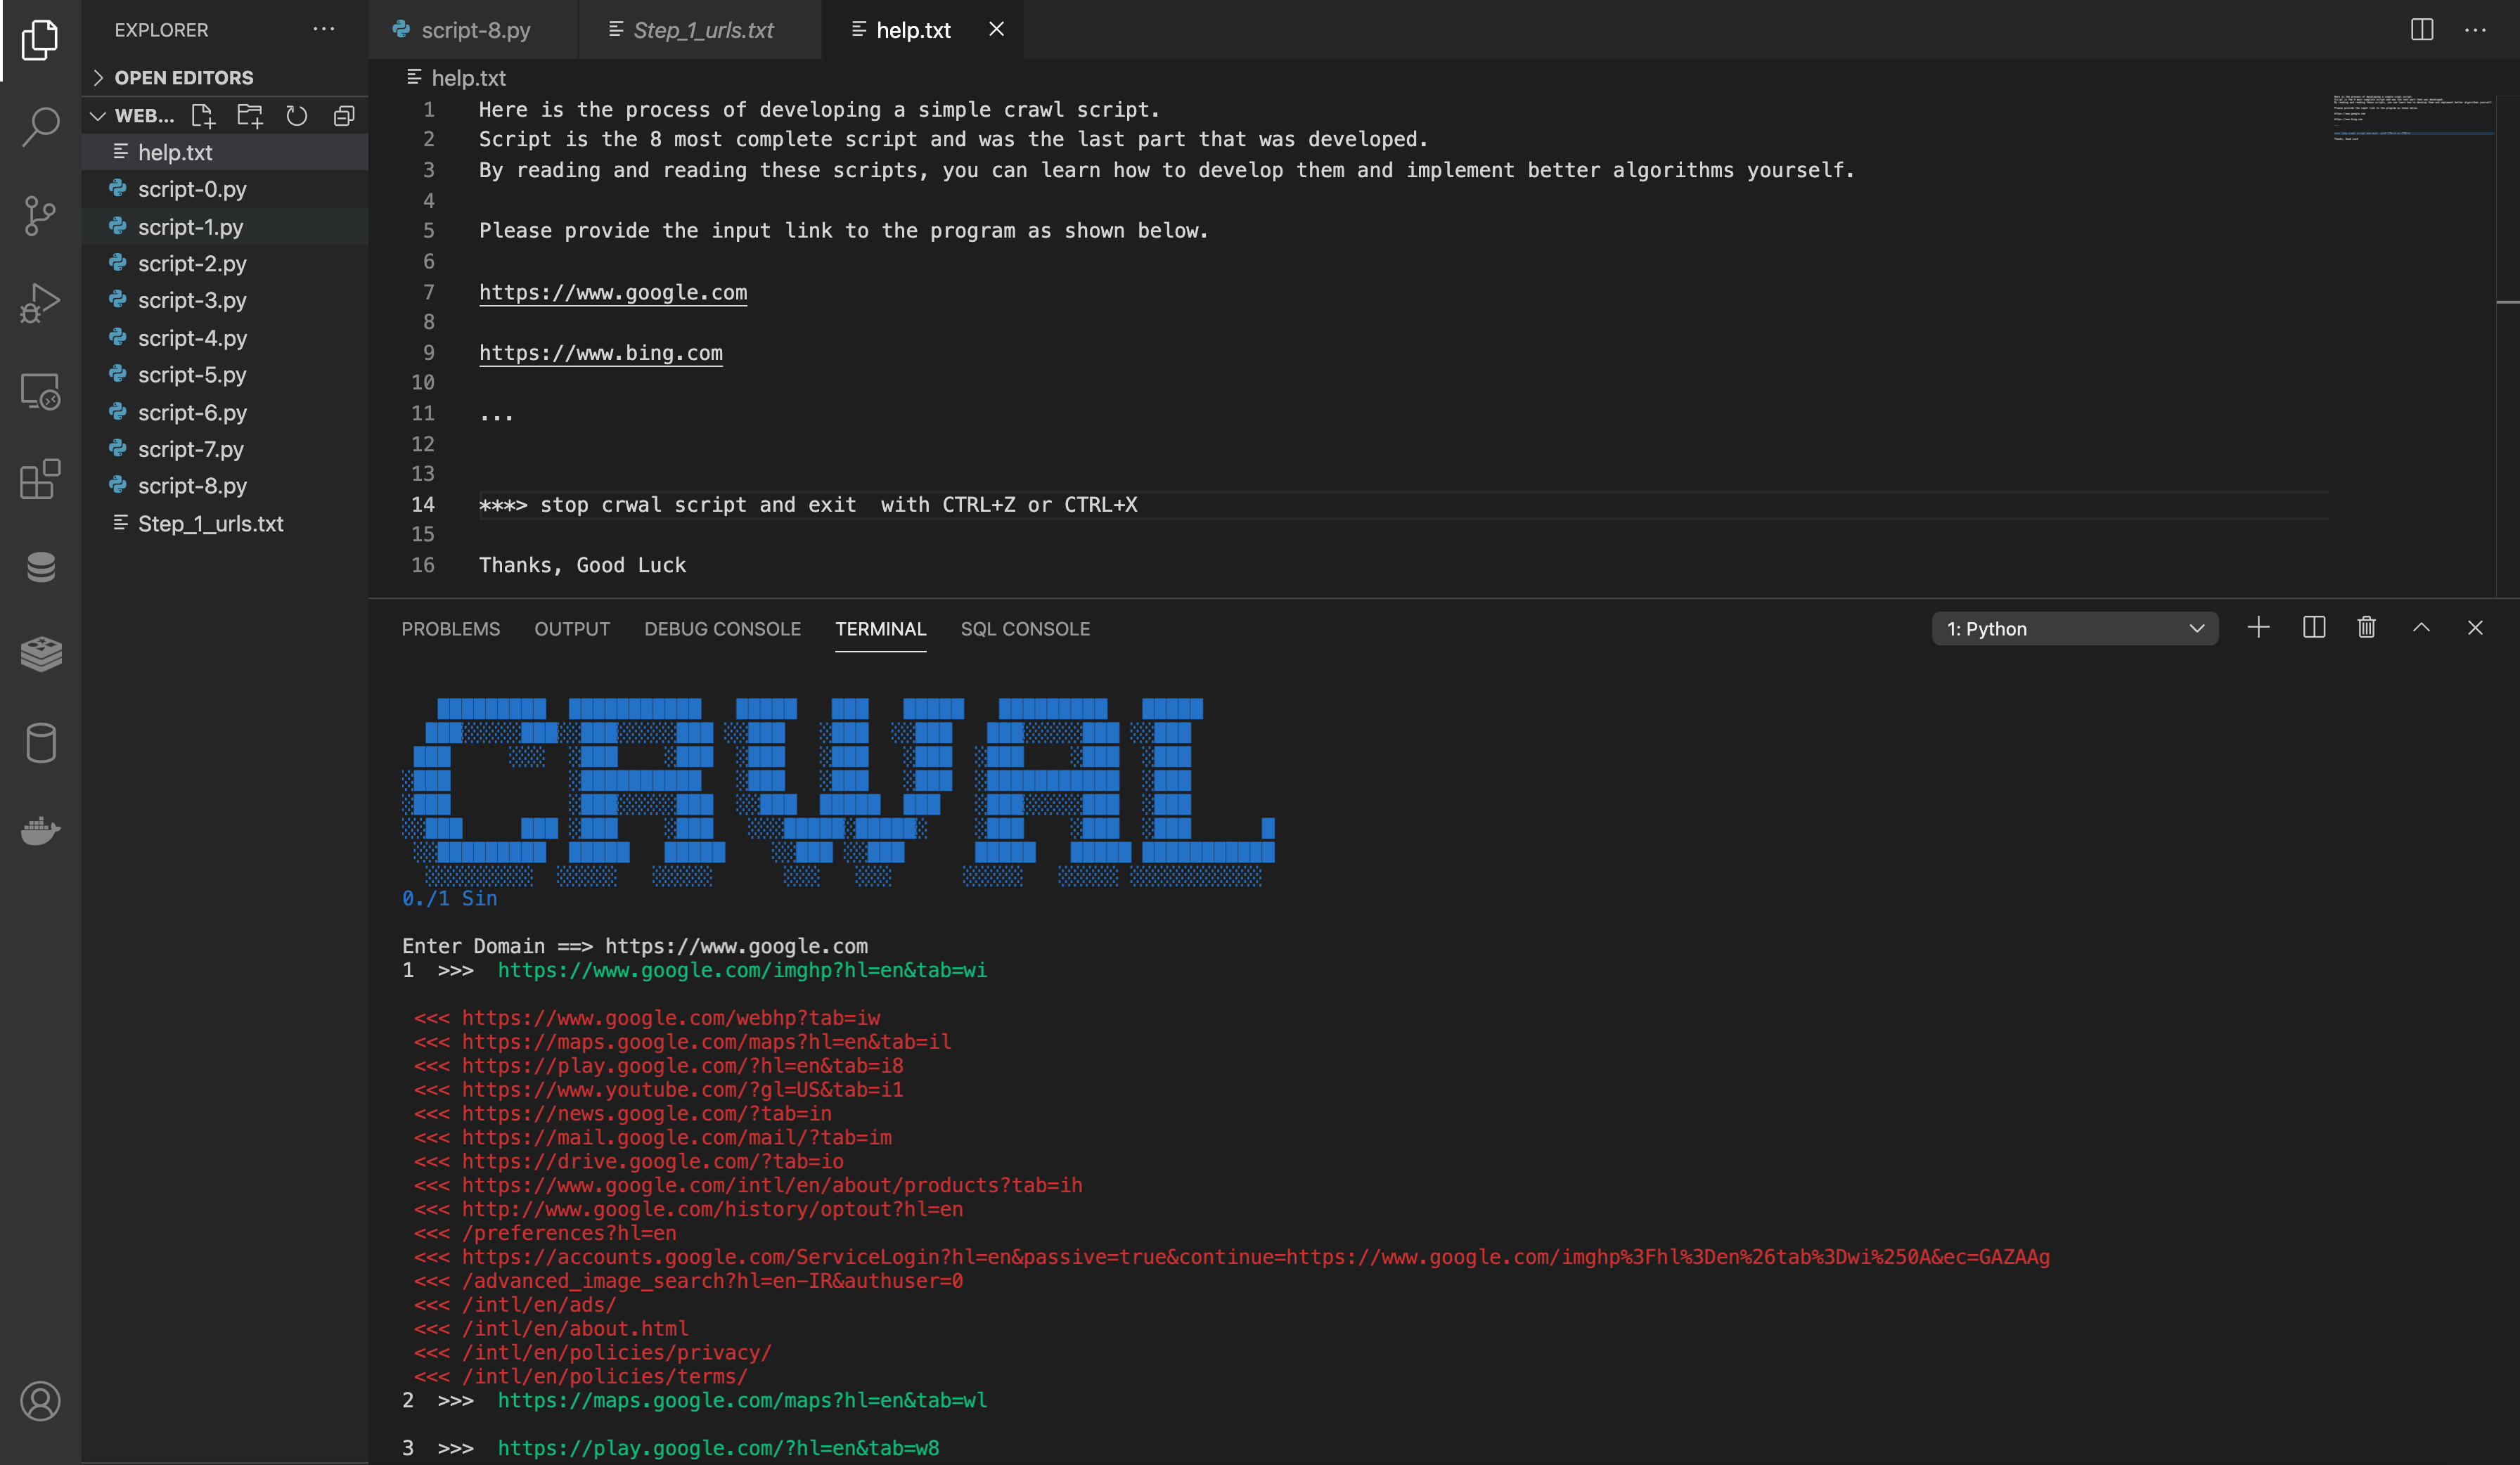 EXPLORER
OPEN EDITORS
WEB...
help.txt
script-0.py
script-1.py
script-2.py
script-3.py
script-4.py
script-5.py
script-6.py
script-7.py
script-8.py
Step_1_urls.txt
script-8.py
Step_1_urls.txt
help.txt
help.txt
1 Here is the process of developing a simple crawl script.
2 Script is the 8 most complete script and was the last part that was developed.
3 By reading and reading these scripts, you can learn how to develop them and implement better algorithms yourself.
4
5 Please provide the input link to the program as shown below.
6
7 https://www.google.com
8
9 https://www.bing.com
10
11 ...
12
13
14 ***> stop crwal script and exit  with CTRL+Z or CTRL+X
15
16 Thanks, Good Luck
PROBLEMS OUTPUT DEBUG CONSOLE TERMINAL SQL CONSOLE
1: Python
CRWAL
0./1 Sin
Enter Domain ==> https://www.google.com
1 >>> https://www.google.com/imghp?hl=en&tab=wi
<<< https://www.google.com/webhp?tab=iw
<<< https://maps.google.com/maps?hl=en&tab=il
<<< https://play.google.com/?hl=en&tab=i8
<<< https://www.youtube.com/?gl=US&tab=i1
<<< https://news.google.com/?tab=in
<<< https://mail.google.com/mail/?tab=im
<<< https://drive.google.com/?tab=io
<<< https://www.google.com/intl/en/about/products?tab=ih
<<< http://www.google.com/history/optout?hl=en
<<< /preferences?hl=en
<<< https://accounts.google.com/ServiceLogin?hl=en&passive=true&continue=https://www.google.com/imghp%3Fhl%3Den%26tab%3Dwi%250A&ec=GAZAAg
<<< /advanced_image_search?hl=en-IR&authuser=0
<<< /intl/en/ads/
<<< /intl/en/about.html
<<< /intl/en/policies/privacy/
<<< /intl/en/policies/terms/
2 >>> https://maps.google.com/maps?hl=en&tab=wl
3 >>> https://play.google.com/?hl=en&tab=w8